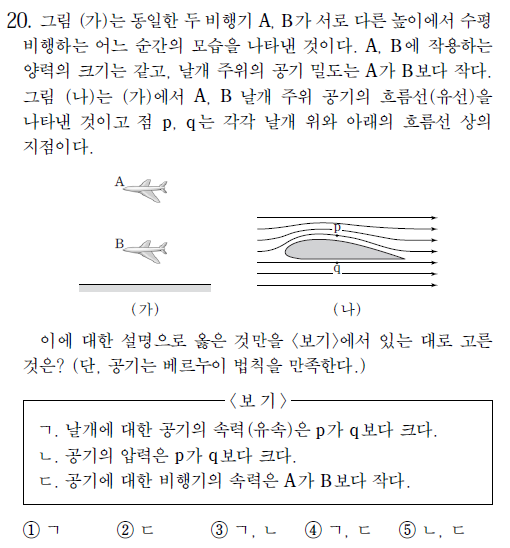 20. 그림 (가)는 동일한 두 비행기 A, B가 서로 다른 높이에서 수평
비행하는 어느 순간의 모습을 나타낸 것이다. A, B에 작용하는
양력의 크기는 같고, 날개 주위의 공기 밀도는 A가 B보다 작다.
그림 (나)는 (가)에서 A, B 날개 주위 공기의 흐름선(유선)을
나타낸 것이고 점 p, q는 각각 날개 위와 아래의 흐름선 상의
지점이다.
A
B
(가)
p
q
(나)
이에 대한 설명으로 옳은 것만을 <보기>에서 있는 대로 고른
것은? (단, 공기는 베르누이 법칙을 만족한다.)
<보 기>
ㄱ. 날개에 대한 공기의 속력(유속)은 p가 q보다 크다.
ㄴ. 공기의 압력은 p가 q보다 크다.
ㄷ. 공기에 대한 비행기의 속력은 A가 B보다 작다.
① ㄱ ② ㄷ ③ ㄱ, ㄴ ④ ㄱ, ㄷ ⑤ ㄴ, ㄷ